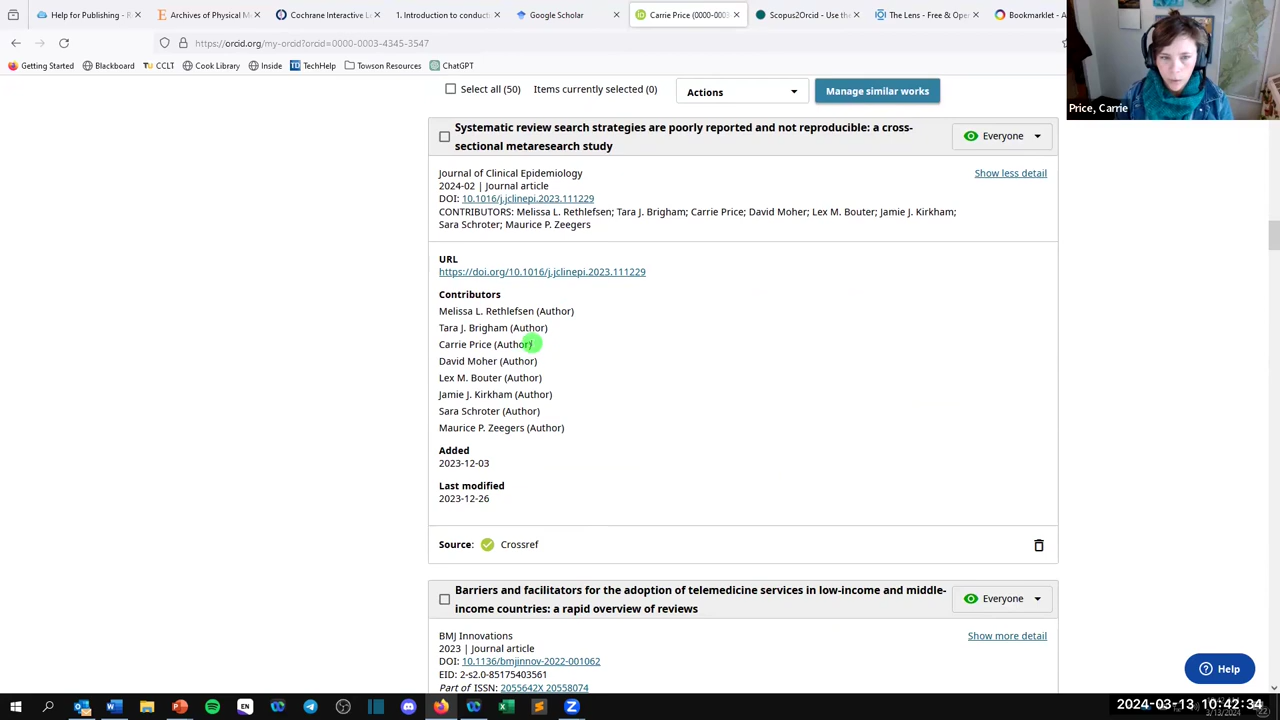 Help for Publishing - R
Archives of Physical M
Cochrane Interactive L
1. Introduction to conduct
Google Scholar
Carrie Price (0000-0003
Scopus2Orcid - Use the
The Lens - Free & Ope
Bookmarklet - A
https://orcid.org/my-orcid?orcid=0000-0003-4345-3547
Getting Started
Blackboard
TU CCLT
Cook Library
Inside
TD TechHelp
Towson Resources
ChatGPT
Price, Carrie
Select all (50)
Items currently selected (0)
Actions
Manage similar works
Systematic review search strategies are poorly reported and not reproducible: a cross-
sectional metaresearch study
Everyone
Journal of Clinical Epidemiology
Show less detail
2024-02 | Journal article
DOI: 10.1016/j.jclinepi.2023.111229
CONTRIBUTORS: Melissa L. Rethlefsen; Tara J. Brigham; Carrie Price; David Moher; Lex M. Bouter; Jamie J. Kirkham;
Sara Schroter; Maurice P. Zeegers
URL
https://doi.org/10.1016/j.jclinepi.2023.111229
Contributors
Melissa L. Rethlefsen (Author)
Tara J. Brigham (Author)
Carrie Price (Author)
David Moher (Author)
Lex M. Bouter (Author)
Jamie J. Kirkham (Author)
Sara Schroter (Author)
Maurice P. Zeegers (Author)
Added
2023-12-03
Last modified
2023-12-26
Source: Crossref
Barriers and facilitators for the adoption of telemedicine services in low-income and middle-
income countries: a rapid overview of reviews
Everyone
BMJ Innovations
Show more detail
2023 | Journal article
DOI: 10.1136/bmjinnov-2022-001062
EID: 2-s2.0-85175403561
Part of ISSN: 2055642X 20558074
Help
EN
2024-03-13 10:42:34